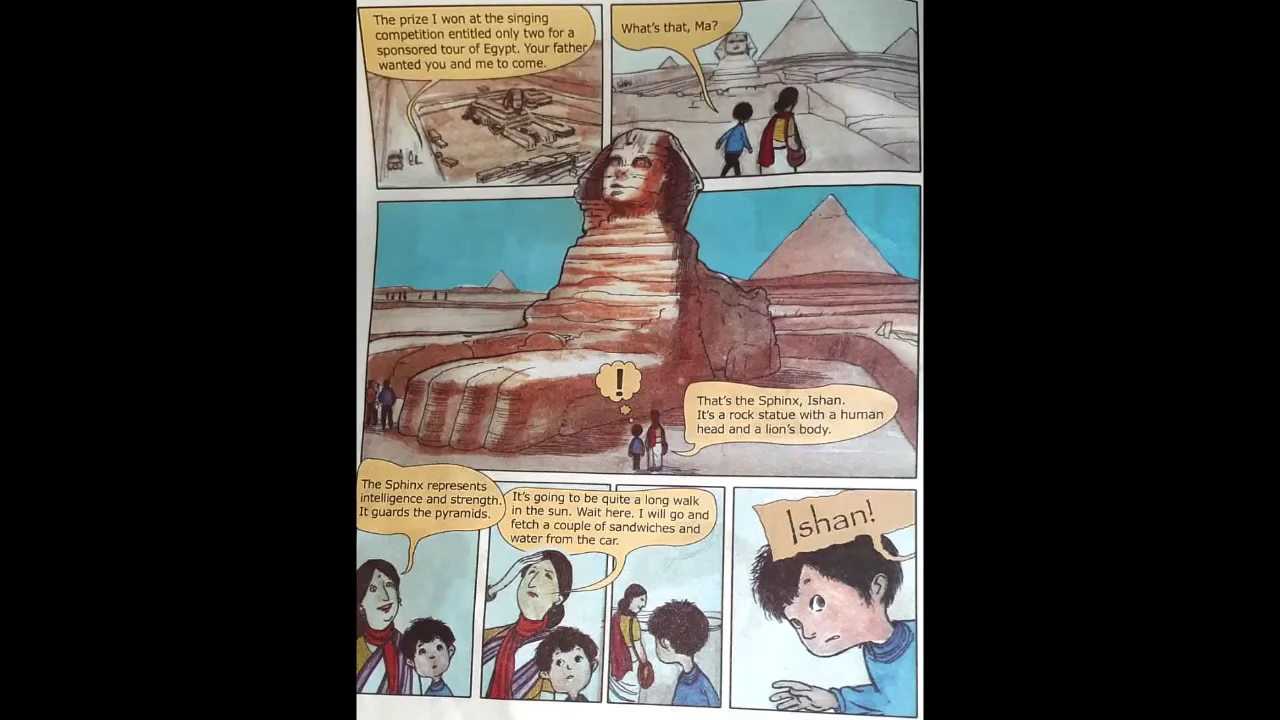 The prize I won at the singing
competition entitled only two for a
sponsored tour of Egypt. Your father
wanted you and me to come.
What's that, Ma?
!
That's the Sphinx, Ishan.
It's a rock statue with a human
head and a lion's body.
The Sphinx represents
intelligence and strength.
It guards the pyramids.
It's going to be quite a long walk
in the sun. Wait here. I will go and
fetch a couple of sandwiches and
water from the car.
Ishan!